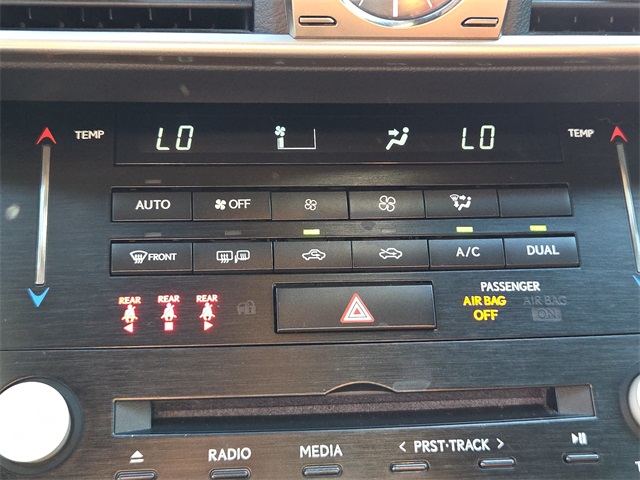 TEMP LO LO TEMP
AUTO OFF
FRONT A/C DUAL
REAR REAR REAR
PASSENGER
AIR BAG OFF
AIR BAG ON
RADIO MEDIA < PRST·TRACK >